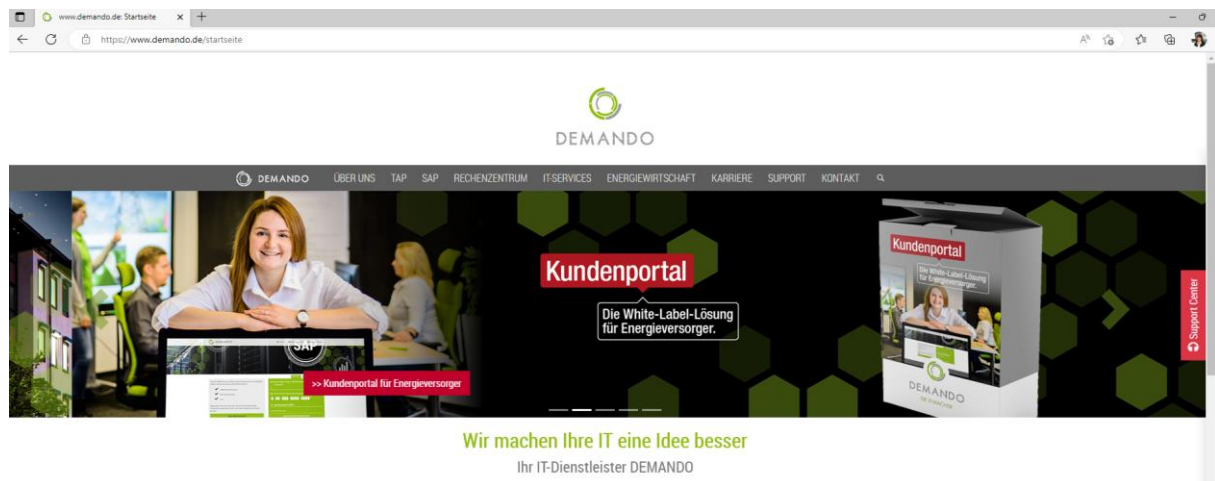 www.demando.de: Startseite
https://www.demando.de/startseite
DEMANDO
DEMANDO ÜBER UNS TAP SAP RECHENZENTRUM IT-SERVICES ENERGIEWIRTSCHAFT KARRIERE SUPPORT KONTAKT
Kundenportal
Die White-Label-Lösung
für Energieversorger.
SAP
>> Kundenportal für Energieversorger
Kundenportal
Die White-Label-Lösung
für Energieversorger.
DEMANDO
Support Center
Wir machen Ihre IT eine Idee besser
Ihr IT-Dienstleister DEMANDO